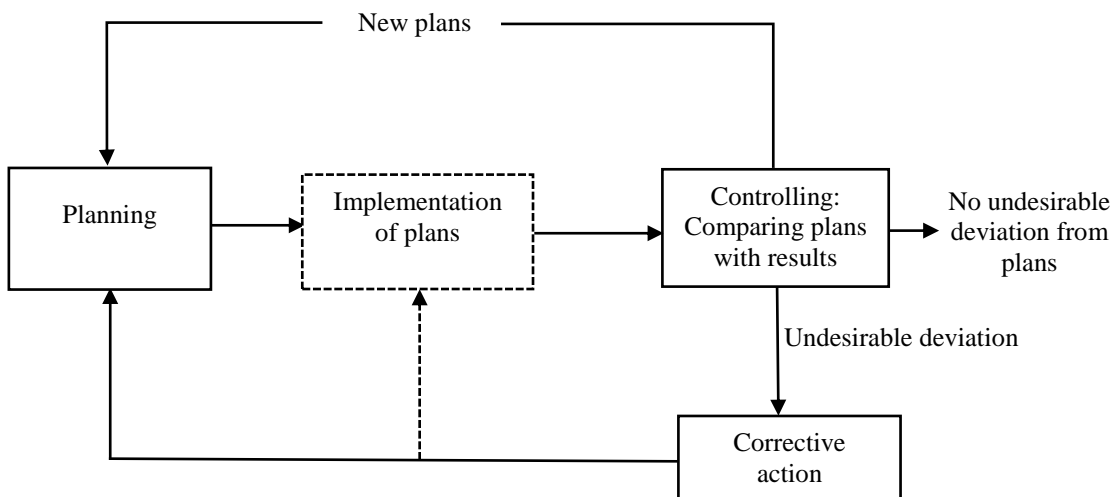 New plans
Planning
Implementation
of plans
Controlling:
Comparing plans
with results
No undesirable
deviation from
plans
Undesirable deviation
Corrective
action